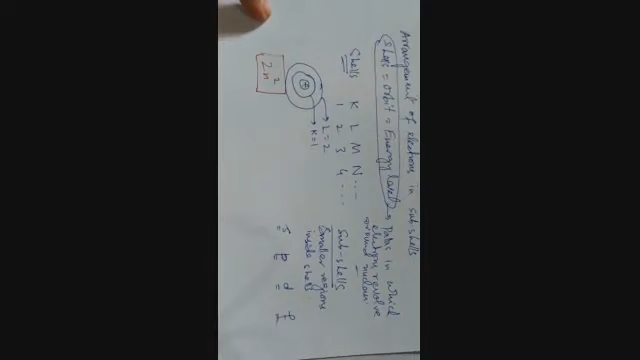 Arrangement of electrons in sub-shells
Shells = orbit = Energy level → Paths in which
electrons revolve
around nucleus
Shells K L M N ...
1 2 3 4 ...
L=2
K=1
2n²
Sub-shells
Smaller regions
inside shell
s p d f